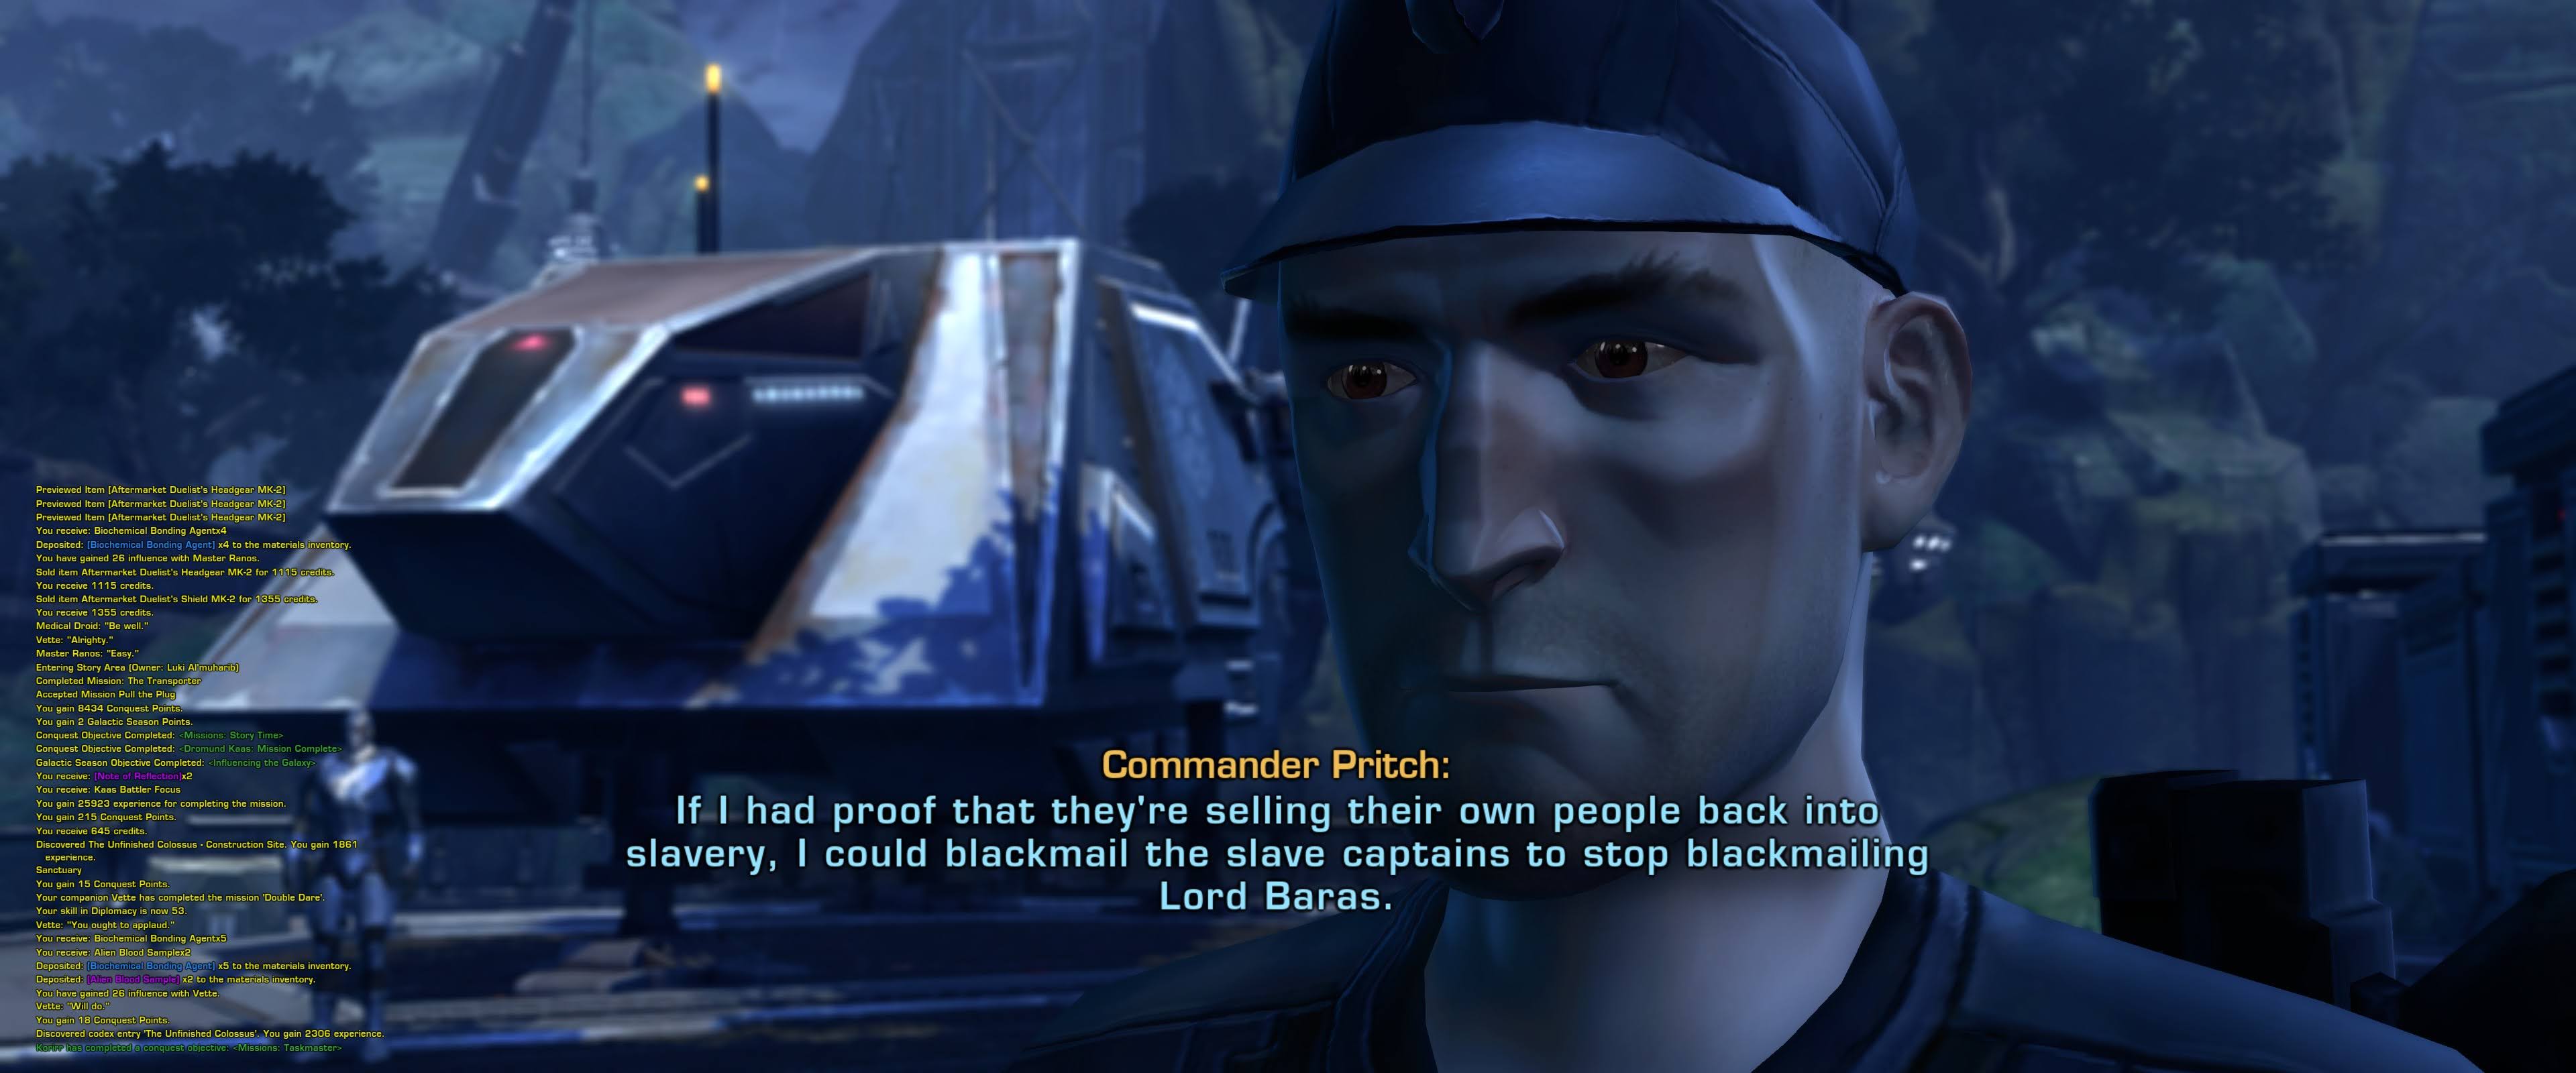 Previewed Item [Aftermarket Duelist's Headgear MK-2]
Previewed Item [Aftermarket Duelist's Headgear MK-2]
Previewed Item [Aftermarket Duelist's Headgear MK-2]
You receive: Biochemical Bonding Agentx4
Deposited: [Biochemical Bonding Agent] x4 to the materials inventory.
You have gained 26 influence with Master Ranos.
Sold item Aftermarket Duelist's Headgear MK-2 for 1115 credits.
You receive 1115 credits.
Sold item Aftermarket Duelist's Shield MK-2 for 1355 credits.
You receive 1355 credits.
Medical Droid: "Be well."
Vette: "Alrighty."
Master Ranos: "Easy."
Entering Story Area (Owner: Luki Al'muharib)
Completed Mission: The Transporter
Accepted Mission Pull the Plug
You gain 8434 Conquest Points.
You gain 2 Galactic Season Points.
Conquest Objective Completed: <Missions: Story Time>
Conquest Objective Completed: <Dromund Kaas: Mission Complete>
Galactic Season Objective Completed: <Influencing the Galaxy>
You receive: [Note of Reflection]x2
You receive: Kaas Battler Focus
You gain 25923 experience for completing the mission.
You gain 215 Conquest Points.
You receive 645 credits.
Discovered The Unfinished Colossus - Construction Site. You gain 1861
experience.
Sanctuary
You gain 15 Conquest Points.
Your companion Vette has completed the mission 'Double Dare'.
Your skill in Diplomacy is now 53.
Vette: "You ought to applaud."
You receive: Biochemical Bonding Agentx5
You receive: Alien Blood Samplex2
Deposited: [Biochemical Bonding Agent] x5 to the materials inventory.
Deposited: [Alien Blood Sample] x2 to the materials inventory.
You have gained 26 influence with Vette.
Vette: "Will do."
You gain 18 Conquest Points.
Discovered codex entry 'The Unfinished Colossus'. You gain 2306 experience.
has completed a conquest objective: <Missions: Taskmaster>
Commander Pritch:
If I had proof that they're selling their own people back into
slavery, I could blackmail the slave captains to stop blackmailing
Lord Baras.